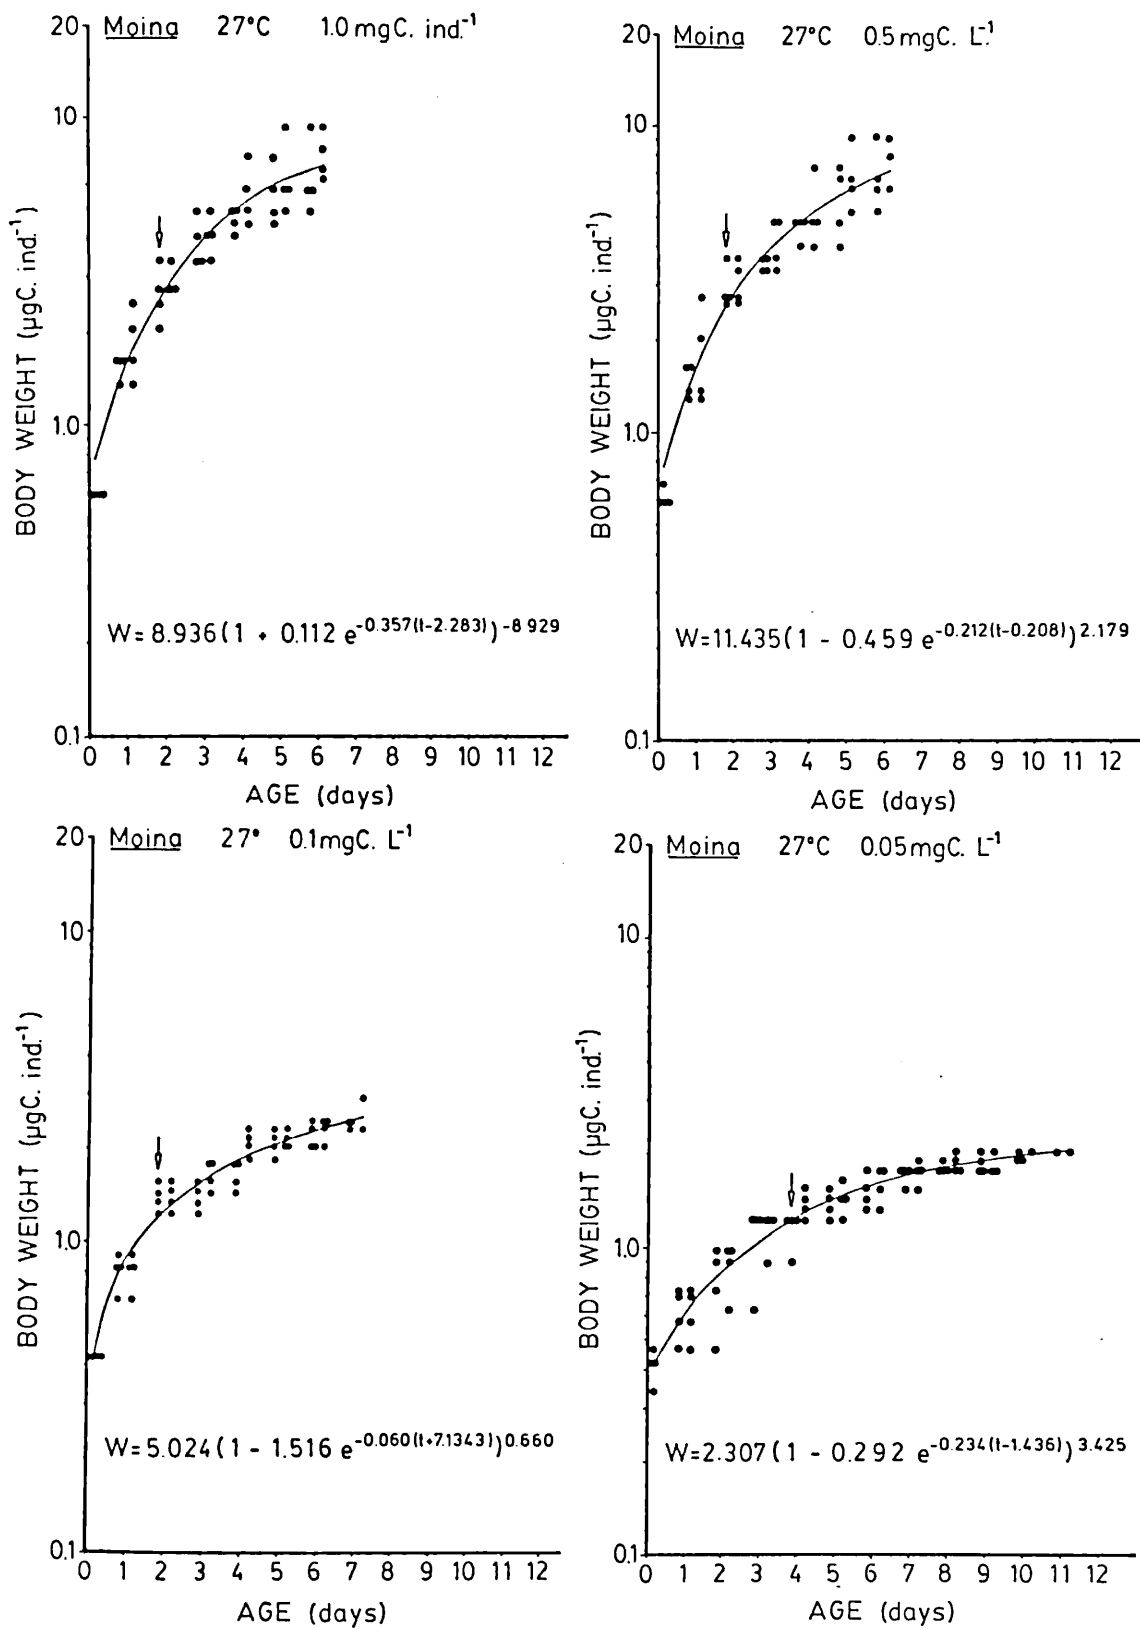 Moina 27°C 1.0 mgC. ind.⁻¹
20
10
1.0
0.1
BODY WEIGHT (µgC. ind.⁻¹)
W= 8.936(1 + 0.112 e^-0.357(t-2.283))^-8 929
0 1 2 3 4 5 6 7 8 9 10 11 12
AGE (days)
Moina 27°C 0.5 mgC. L⁻¹
20
10
1.0
0.1
BODY WEIGHT (µgC. ind.⁻¹)
W=11.435(1 - 0.459 e^-0.212(t-0.208))^2.179
0 1 2 3 4 5 6 7 8 9 10 11 12
AGE (days)
Moina 27° 0.1mgC. L⁻¹
20
10
1.0
0.1
BODY WEIGHT (µgC. ind.⁻¹)
W=5.024(1 - 1.516 e^-0.060(t+7.1343))^0.660
0 1 2 3 4 5 6 7 8 9 10 11 12
AGE (days)
Moina 27°C 0.05mgC. L⁻¹
20
10
1.0
0.1
BODY WEIGHT (µgC. ind.⁻¹)
W=2.307(1 - 0.292 e^-0.234(t-1.436))^3.425
0 1 2 3 4 5 6 7 8 9 10 11 12
AGE (days)